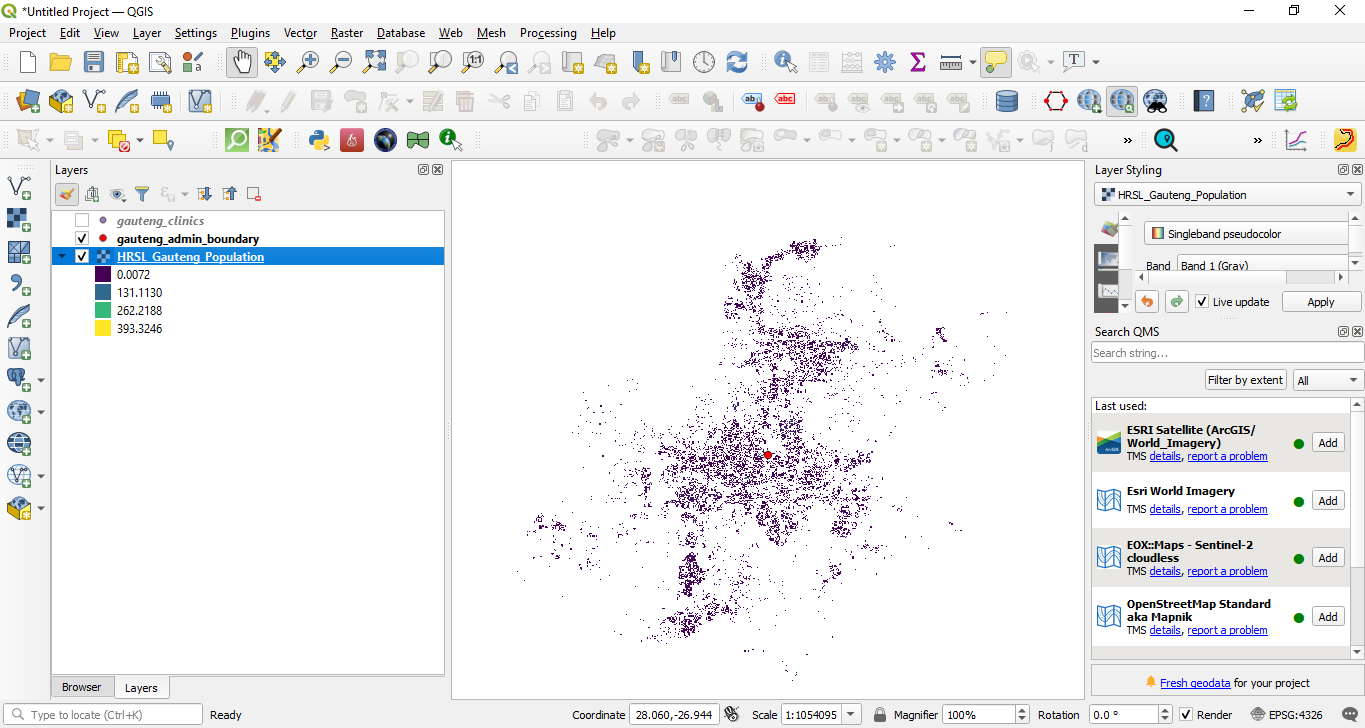 *Untitled Project — QGIS
Project Edit View Layer Settings Plugins Vector Raster Database Web Mesh Processing Help
Layers
gauteng_clinics
gauteng_admin_boundary
HRSL_Gauteng_Population
0.0072
131.1130
262.2188
393.3246
Browser Layers
Layer Styling
HRSL_Gauteng_Population
Singleband pseudocolor
Band Band 1 (Gray)
Live update Apply
Search QMS
Search string...
Filter by extent All
Last used:
ESRI Satellite (ArcGIS/
World_Imagery)
TMS details, report a problem
Add
Esri World Imagery
TMS details, report a problem
Add
EOX::Maps - Sentinel-2
cloudless
TMS details, report a problem
Add
OpenStreetMap Standard
aka Mapnik
TMS details, report a problem
Add
Fresh geodata for your project
Type to locate (Ctrl+K) Ready Coordinate 28.060,-26.944 Scale 1:1054095 Magnifier 100% Rotation 0.0 ° Render EPSG:4326